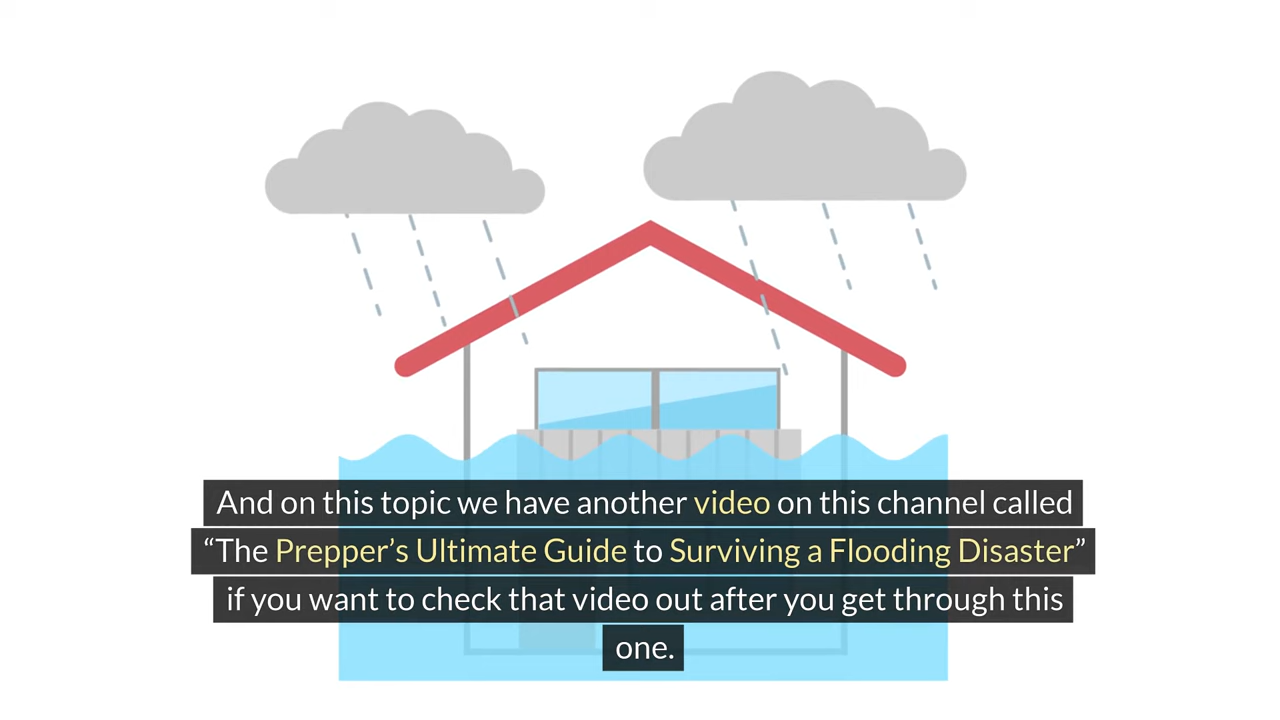 And on this topic we have another video on this channel called
“The Prepper’s Ultimate Guide to Surviving a Flooding Disaster”
if you want to check that video out after you get through this
one.